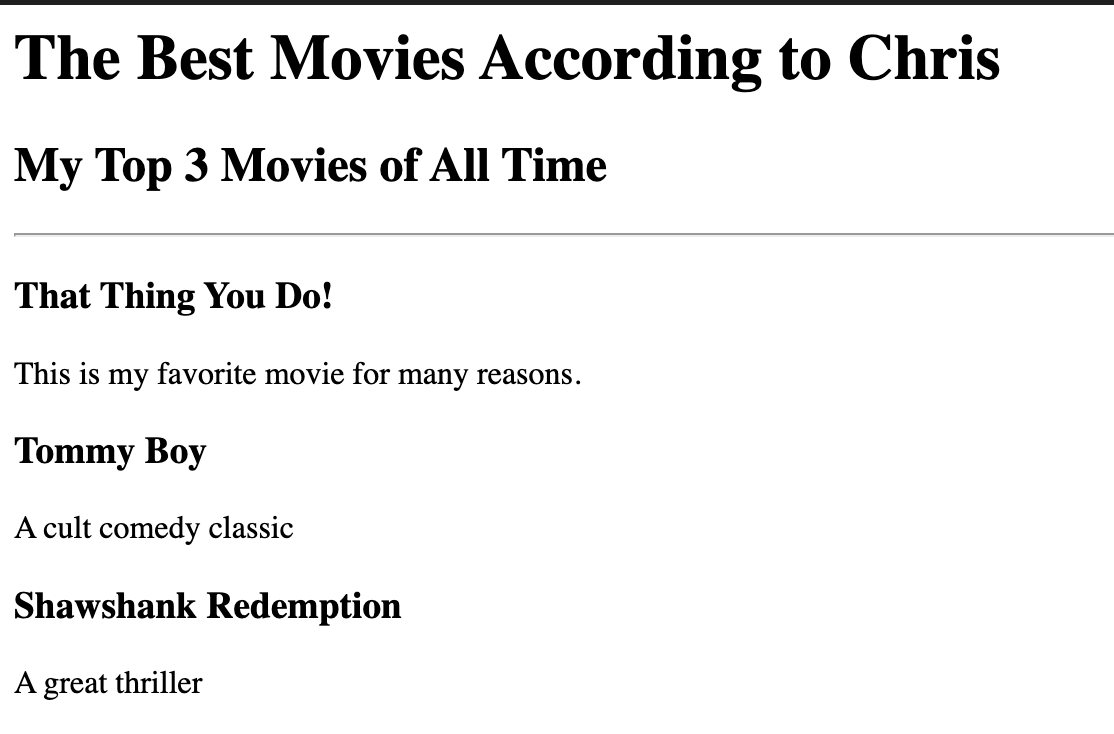 The Best Movies According to Chris
My Top 3 Movies of All Time
That Thing You Do!
This is my favorite movie for many reasons.
Tommy Boy
A cult comedy classic
Shawshank Redemption
A great thriller